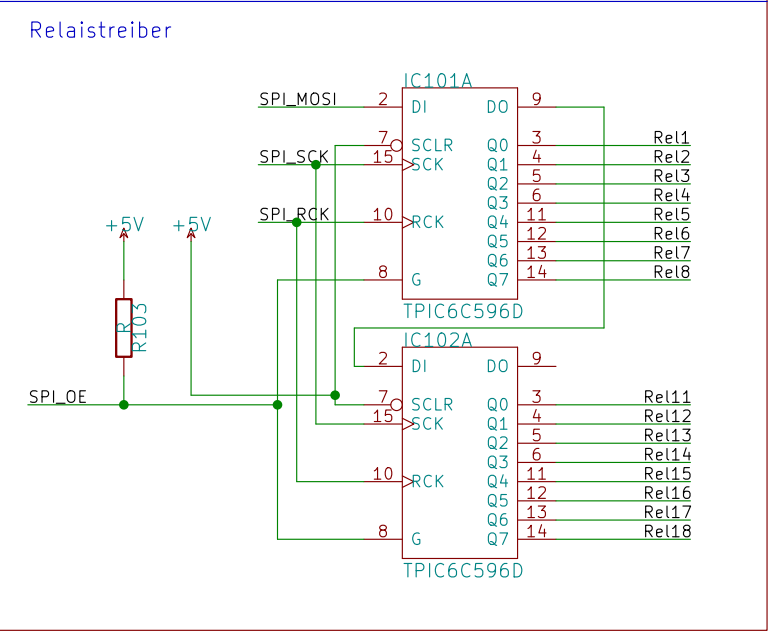 Relaistreiber
IC101A
SPI_MOSI 2 DI DO 9
7 SCLR Q0 3 Rel1
SPI_SCK 15 SCK Q1 4 Rel2
Q2 5 Rel3
Q3 6 Rel4
SPI_RCK 10 RCK Q4 11 Rel5
+5V +5V Q5 12 Rel6
Q6 13 Rel7
8 G Q7 14 Rel8
TPIC6C596D
R R103
IC102A
2 DI DO 9
SPI_OE 7 SCLR Q0 3 Rel11
15 SCK Q1 4 Rel12
Q2 5 Rel13
Q3 6 Rel14
10 RCK Q4 11 Rel15
Q5 12 Rel16
Q6 13 Rel17
8 G Q7 14 Rel18
TPIC6C596D